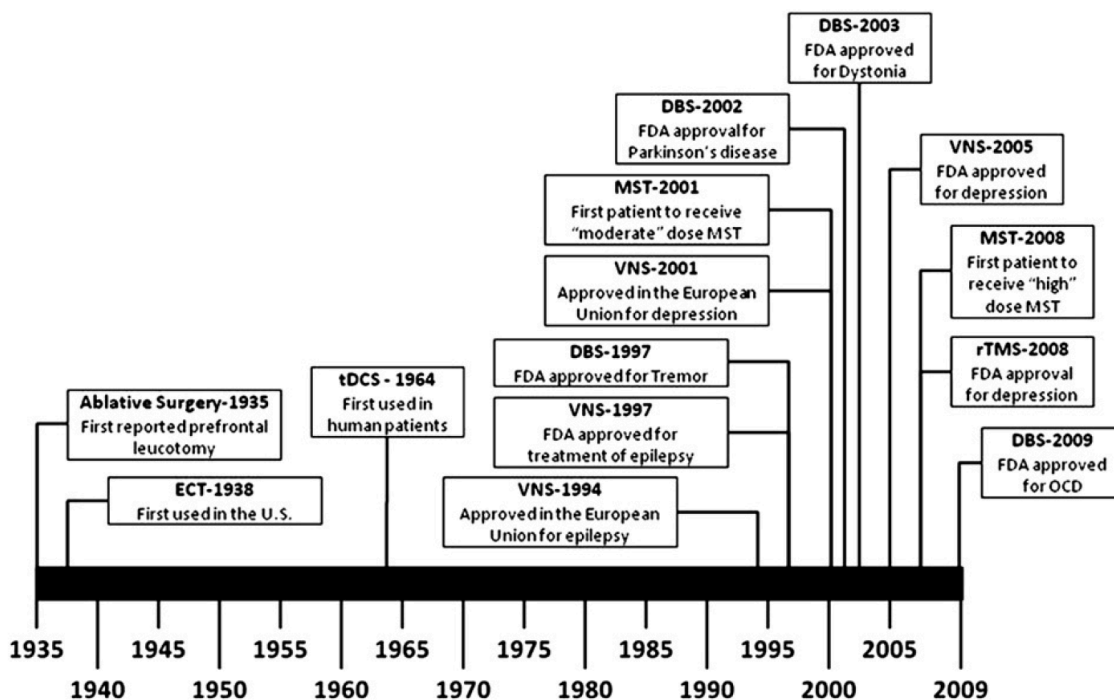 DBS-2003
FDA approved
for Dystonia
DBS-2002
FDA approval for
Parkinson's disease
VNS-2005
FDA approved
for depression
MST-2001
First patient to receive
"moderate" dose MST
MST-2008
First patient to
receive "high"
dose MST
VNS-2001
Approved in the European
Union for depression
DBS-1997
FDA approved for Tremor
rTMS-2008
FDA approval
for depression
tDCS - 1964
First used in
human patients
Ablative Surgery-1935
First reported prefrontal
leucotomy
VNS-1997
FDA approved for
treatment of epilepsy
DBS-2009
FDA approved
for OCD
ECT-1938
First used in the U.S.
VNS-1994
Approved in the European
Union for epilepsy
1935 1945 1955 1965 1975 1985 1995 2005
1940 1950 1960 1970 1980 1990 2000 2009